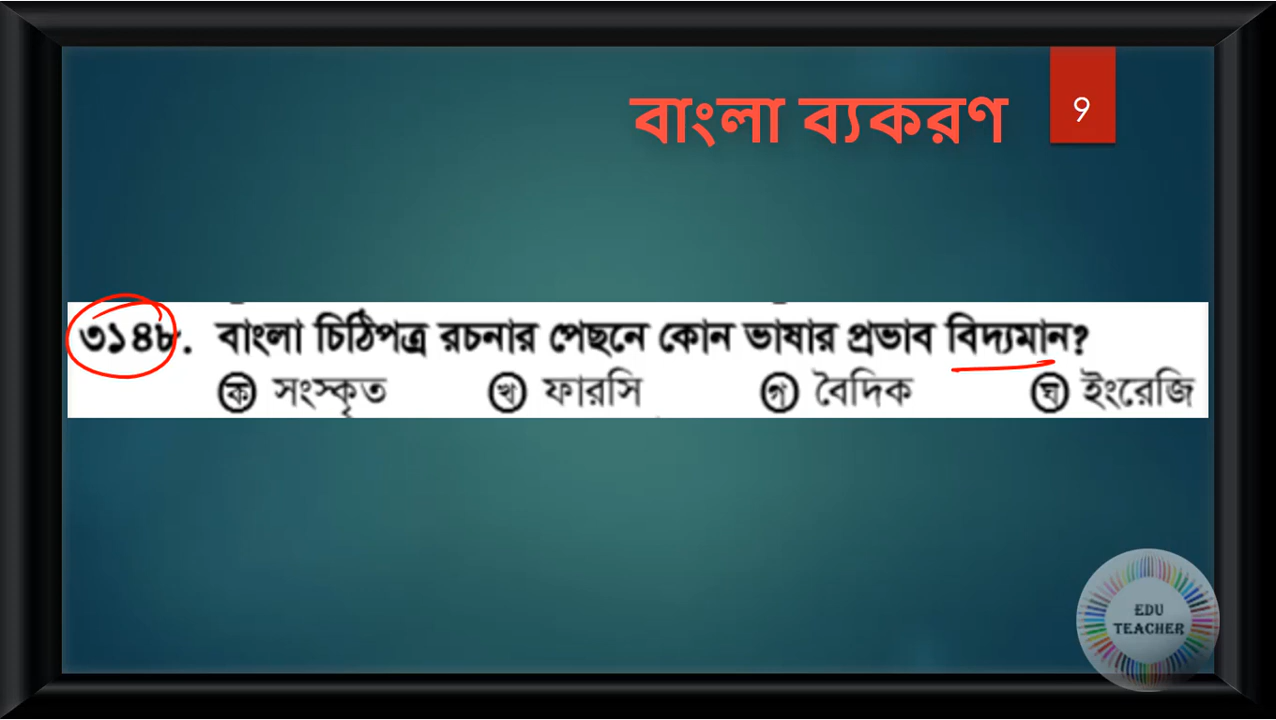 বাংলা ব্যকরণ
9
৩১৪৮. বাংলা চিঠিপত্র রচনার পেছনে কোন ভাষার প্রভাব বিদ্যমান?
ক সংস্কৃত খ ফারসি গ বৈদিক ঘ ইংরেজি
EDU
TEACHER